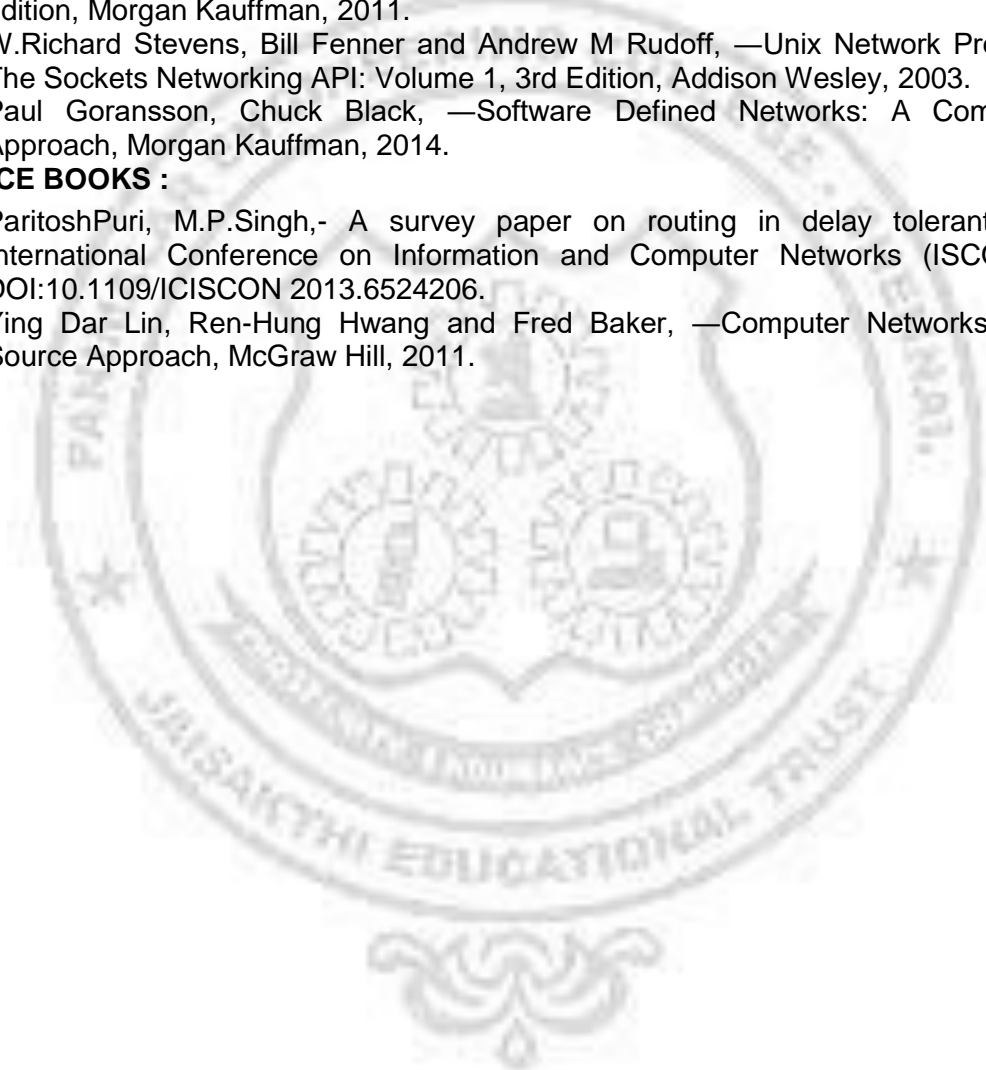 dition, Morgan Kauffman, 2011.
W.Richard Stevens, Bill Fenner and Andrew M Rudoff, ―Unix Network Pro
The Sockets Networking API: Volume 1, 3rd Edition, Addison Wesley, 2003.
Paul Goransson, Chuck Black, ―Software Defined Networks: A Com
Approach, Morgan Kauffman, 2014.
CE BOOKS :
ParitoshPuri, M.P.Singh,- A survey paper on routing in delay tolerant
nternational Conference on Information and Computer Networks (ISCO
DOI:10.1109/ICISCON 2013.6524206.
Ying Dar Lin, Ren-Hung Hwang and Fred Baker, ―Computer Networks
Source Approach, McGraw Hill, 2011.
JAISAKTHI EDUCATIONAL TRUST